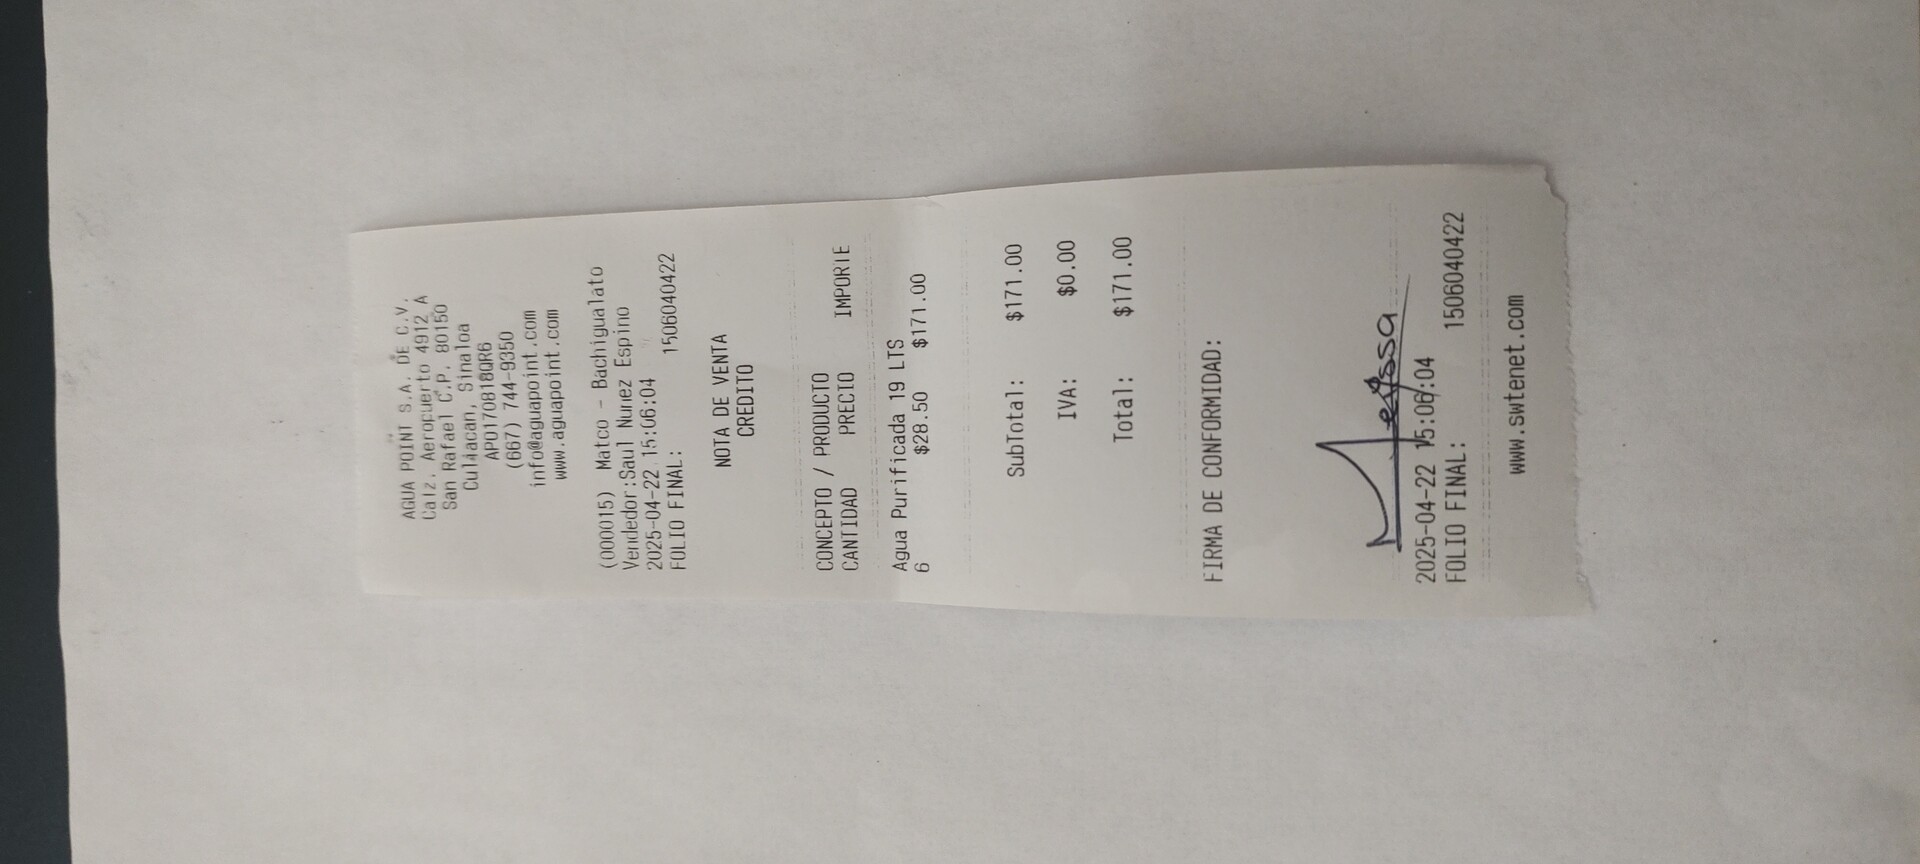 AGUA POINT S.A. DE C.V.
Calz. Aeropuerto 4912 A
San Rafael C.P. 80150
Culiacan, Sinaloa
APO170818QR6
(667) 744-9350
info@aguapoint.com
www.aguapoint.com
(000015) Matco - Bachigualato
Vendedor:Saul Nunez Espino
2025-04-22 15:06:04
FOLIO FINAL: 1506040422
NOTA DE VENTA
CREDITO
CONCEPTO / PRODUCTO
CANTIDAD PRECIO IMPORTE
Agua Purificada 19 LTS
6 $28.50 $171.00
SubTotal: $171.00
IVA: $0.00
Total: $171.00
FIRMA DE CONFORMIDAD:
2025-04-22 15:06:04
FOLIO FINAL: 1506040422
www.swtenet.com